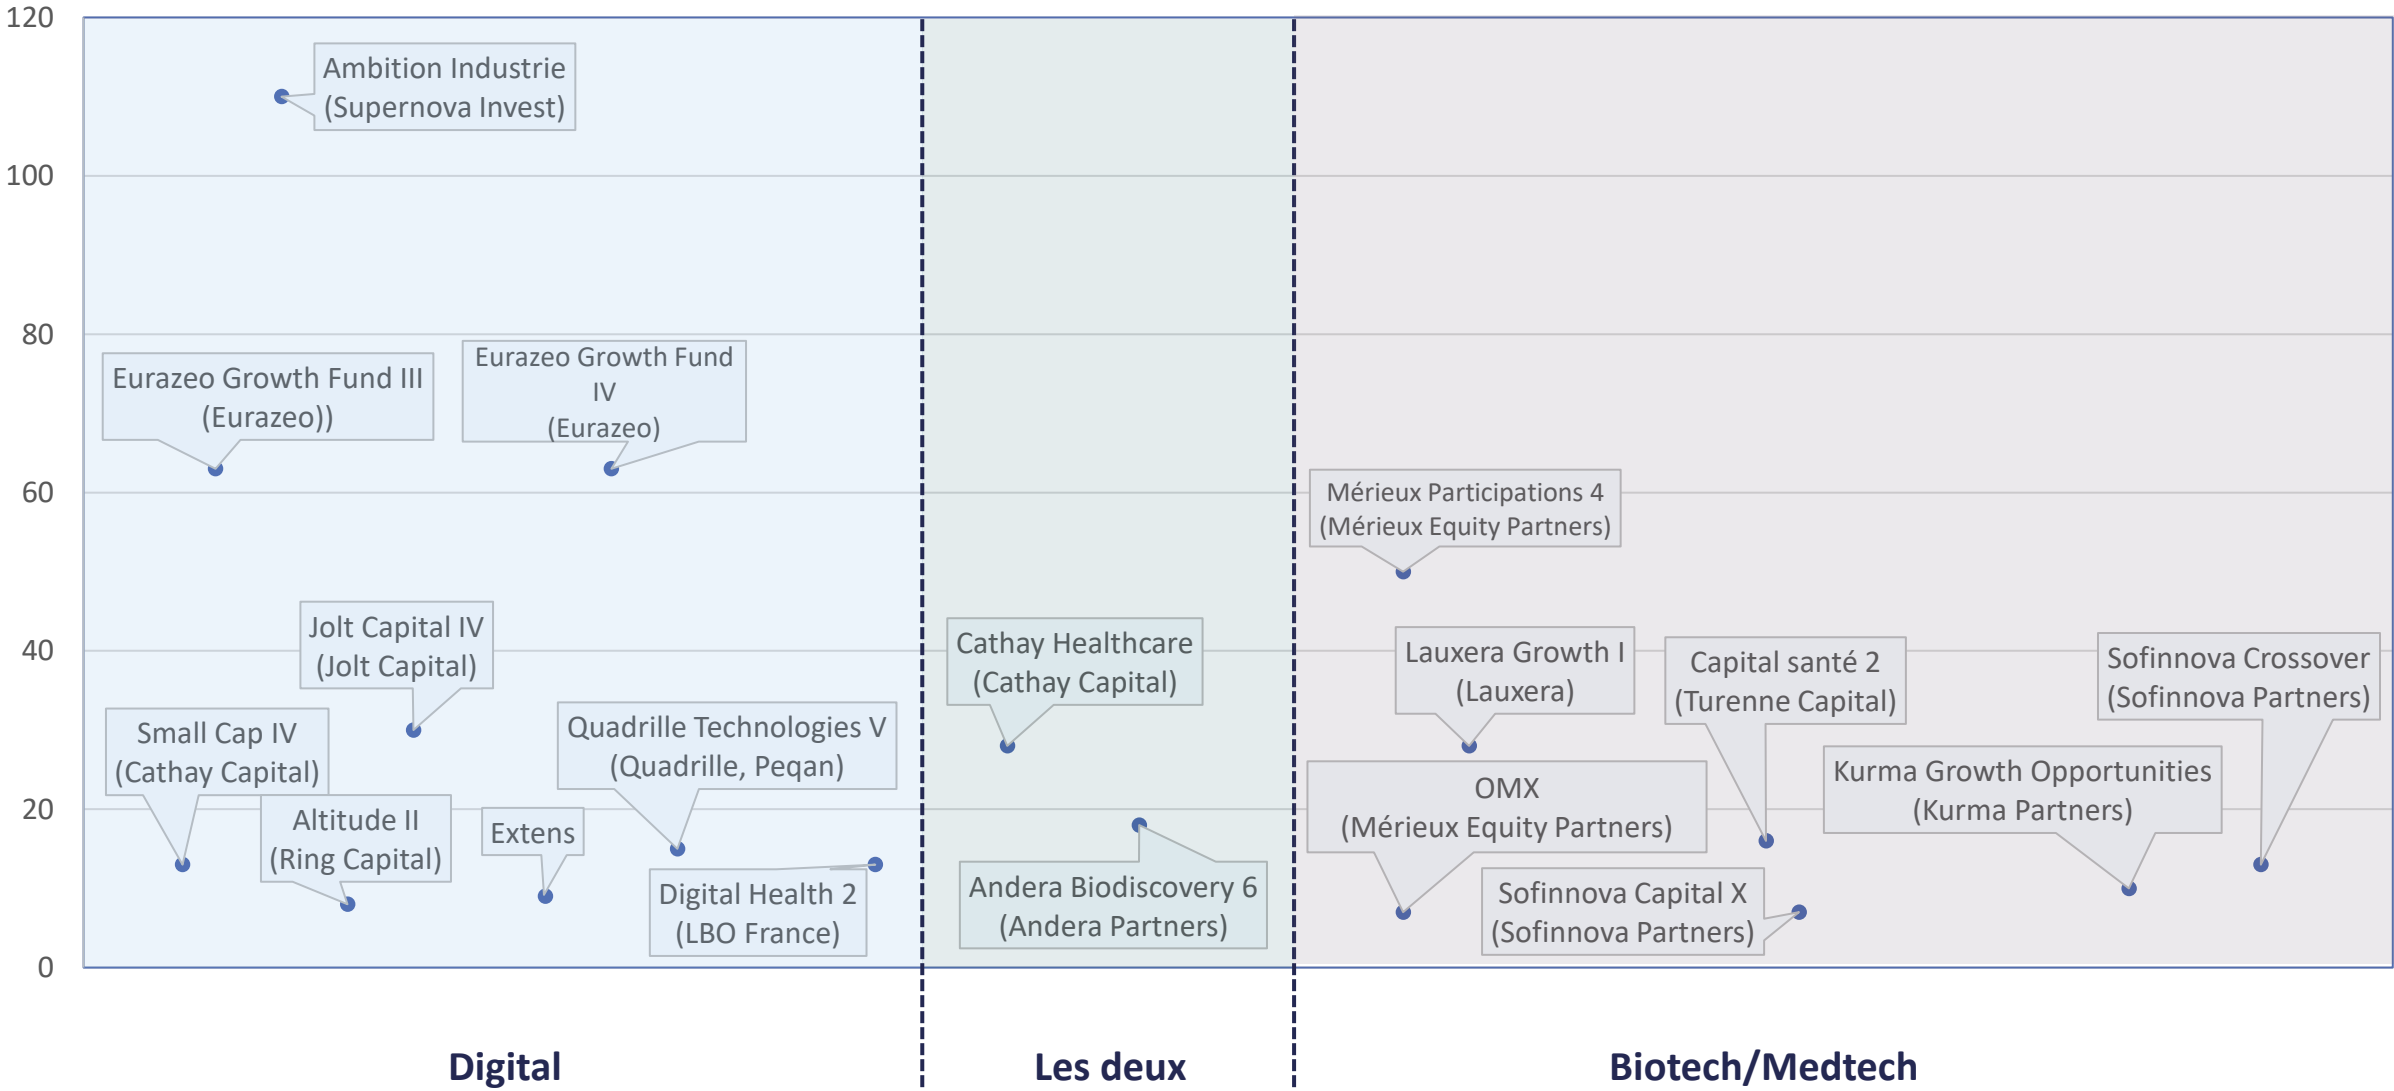 120
100
80
60
40
20
0
Ambition Industrie
(Supernova Invest)
Eurazeo Growth Fund III
(Eurazeo))
Eurazeo Growth Fund
IV
(Eurazeo)
Jolt Capital IV
(Jolt Capital)
Small Cap IV
(Cathay Capital)
Altitude II
(Ring Capital)
Extens
Quadrille Technologies V
(Quadrille, Peqan)
Digital Health 2
(LBO France)
Cathay Healthcare
(Cathay Capital)
Andera Biodiscovery 6
(Andera Partners)
Mérieux Participations 4
(Mérieux Equity Partners)
Lauxera Growth I
(Lauxera)
OMX
(Mérieux Equity Partners)
Capital santé 2
(Turenne Capital)
Sofinnova Capital X
(Sofinnova Partners)
Kurma Growth Opportunities
(Kurma Partners)
Sofinnova Crossover
(Sofinnova Partners)
Digital
Les deux
Biotech/Medtech